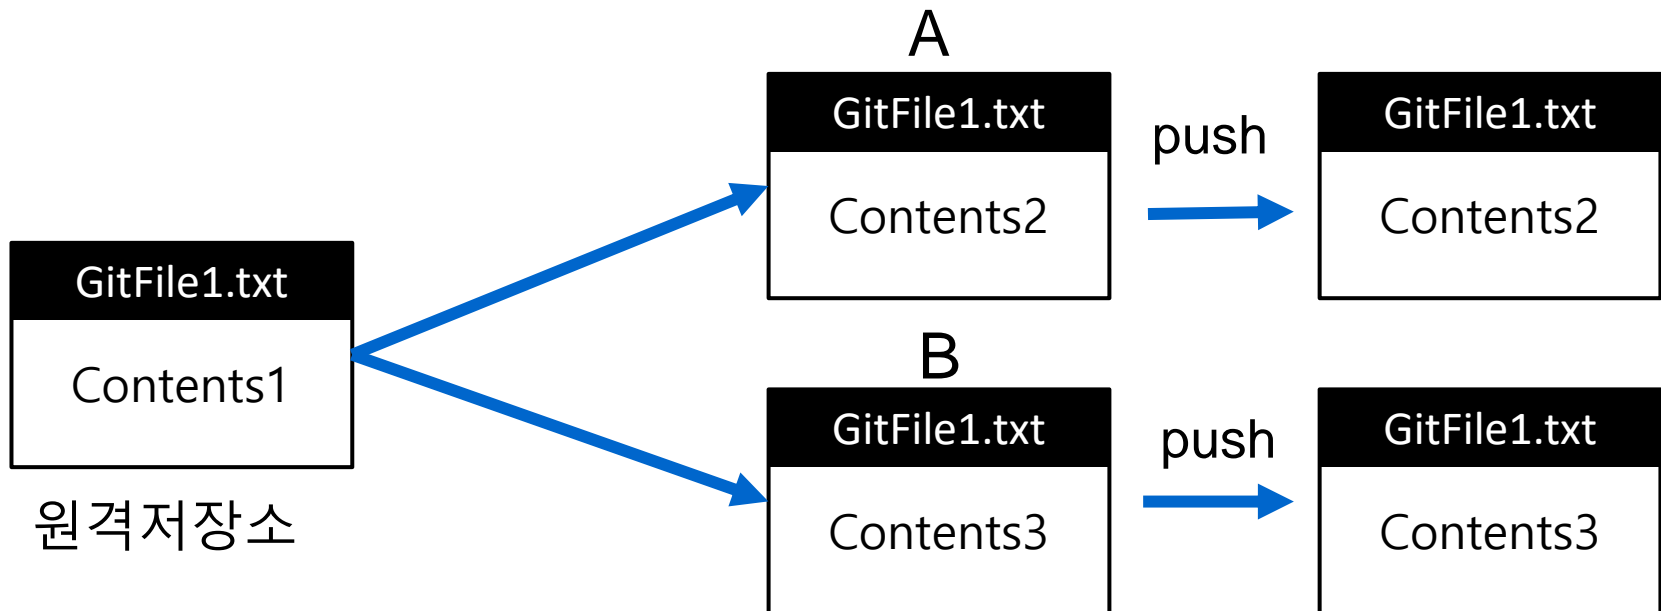 A
GitFile1.txt
Contents2
push
GitFile1.txt
Contents2
GitFile1.txt
Contents1
원격저장소
B
GitFile1.txt
Contents3
push
GitFile1.txt
Contents3